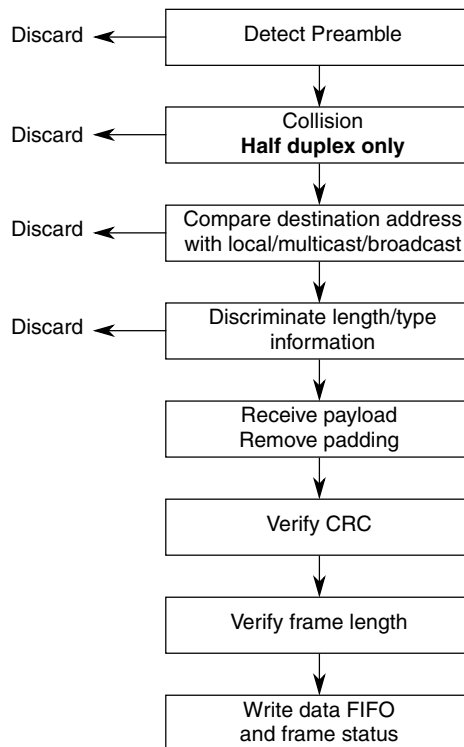 Discard
Detect Preamble
Discard
Collision
Half duplex only
Discard
Compare destination address
with local/multicast/broadcast
Discard
Discriminate length/type
information
Receive payload
Remove padding
Verify CRC
Verify frame length
Write data FIFO
and frame status